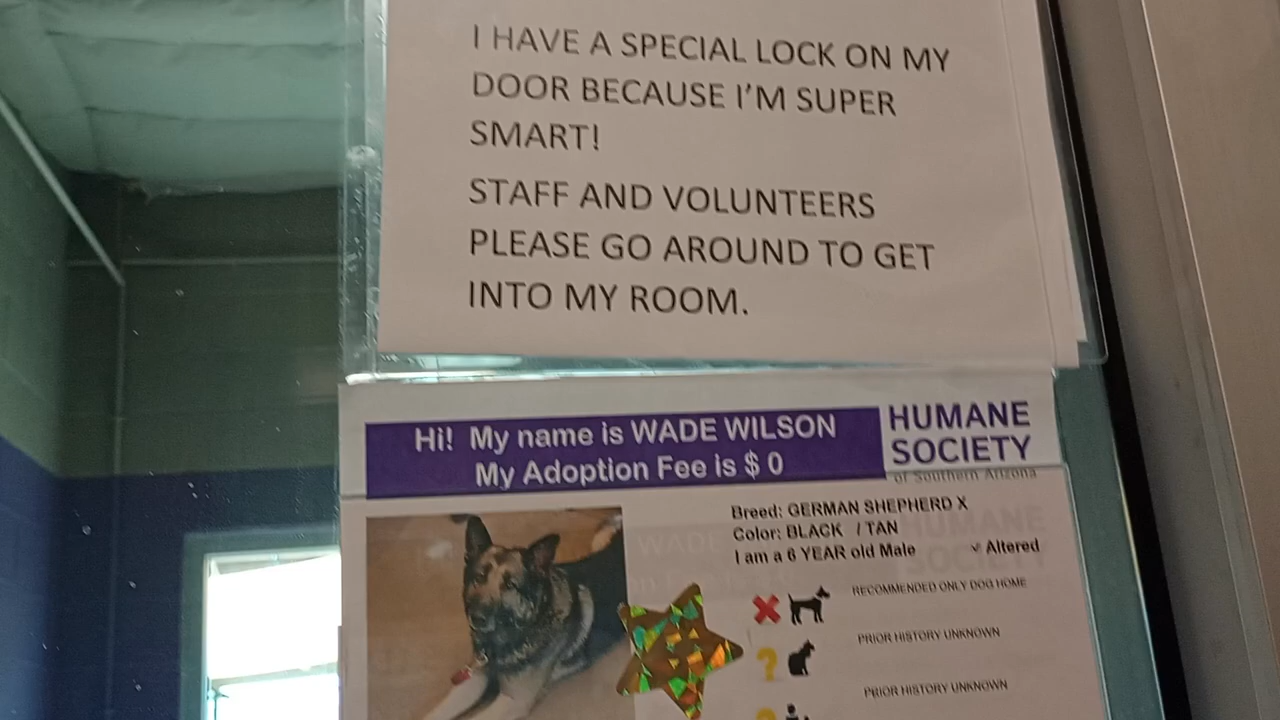 I HAVE A SPECIAL LOCK ON MY
DOOR BECAUSE I'M SUPER
SMART!
STAFF AND VOLUNTEERS
PLEASE GO AROUND TO GET
INTO MY ROOM.
Hi! My name is WADE WILSON
My Adoption Fee is $ 0
HUMANE
SOCIETY
of Southern Arizona
Breed: GERMAN SHEPHERD X
Color: BLACK / TAN
I am a 6 YEAR old Male
Altered
RECOMMENDED ONLY DOG HOME
PRIOR HISTORY UNKNOWN
PRIOR HISTORY UNKNOWN